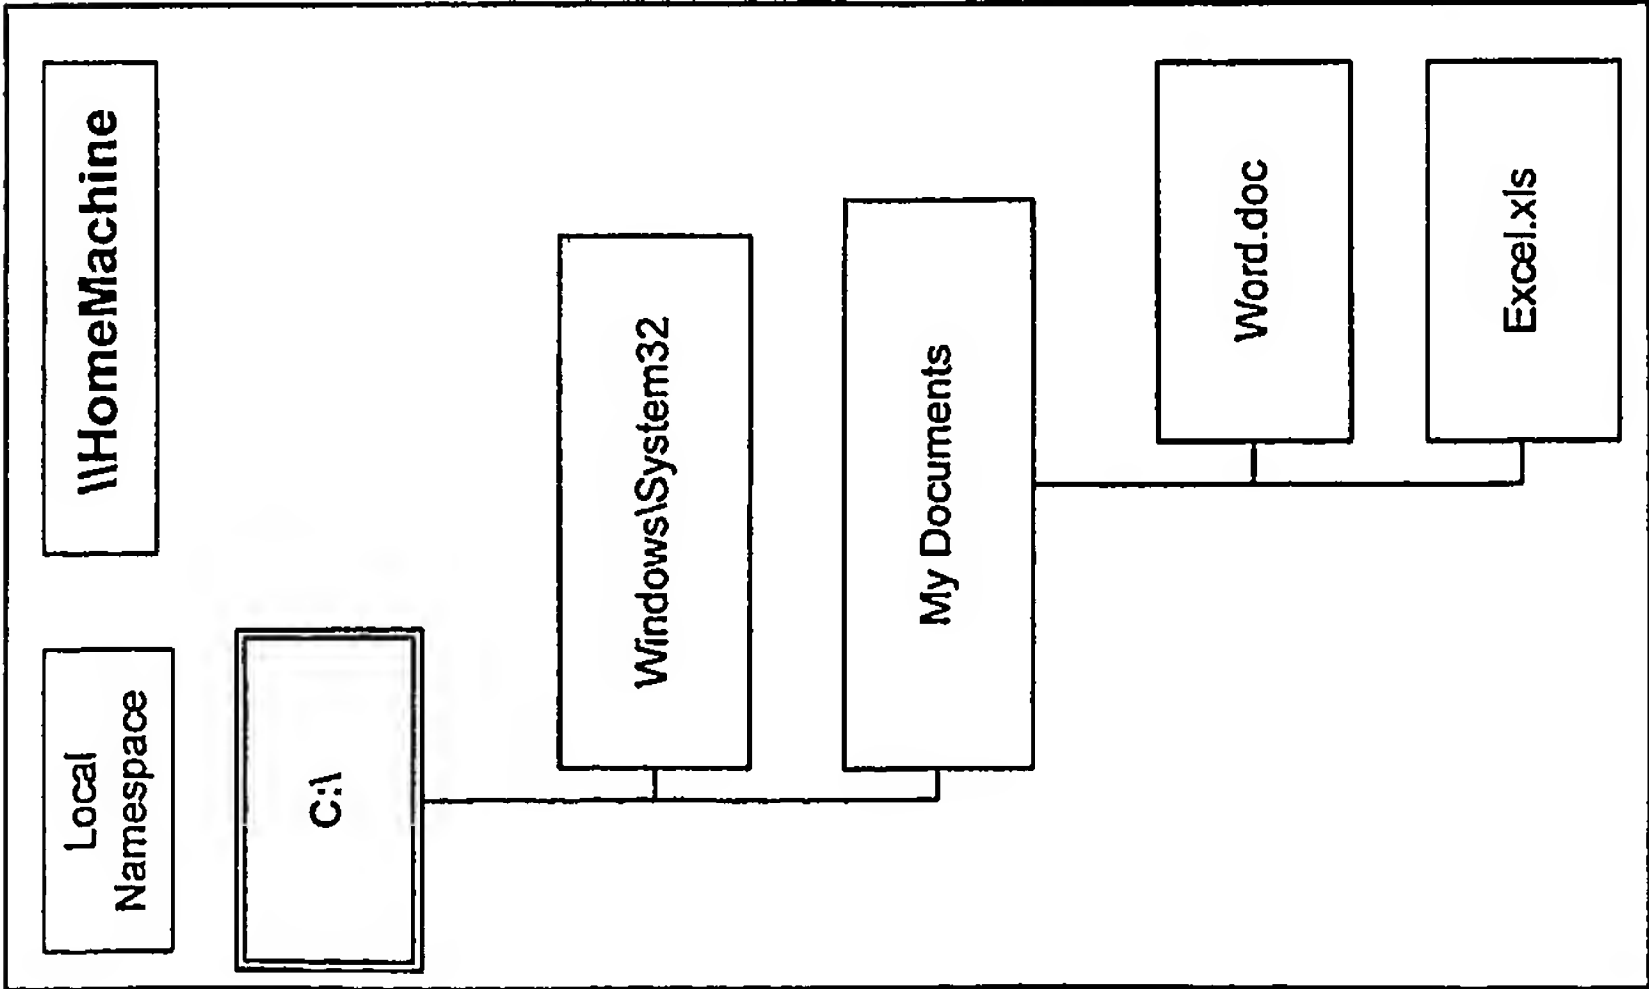 Local
Namespace
\\HomeMachine
C:\
Windows\System32
My Documents
Word.doc
Excel.xls